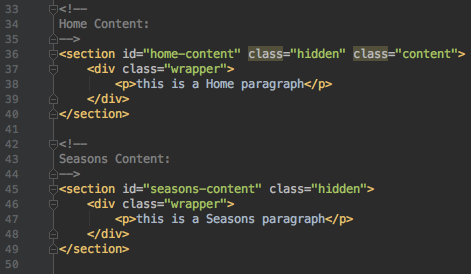 33 <!--
34 Home Content:
35 -->
36 <section id="home-content" class="hidden" class="content">
37     <div class="wrapper">
38         <p>this is a Home paragraph</p>
39     </div>
40 </section>
41
42 <!--
43 Seasons Content:
44 -->
45 <section id="seasons-content" class="hidden">
46     <div class="wrapper">
47         <p>this is a Seasons paragraph</p>
48     </div>
49 </section>
50